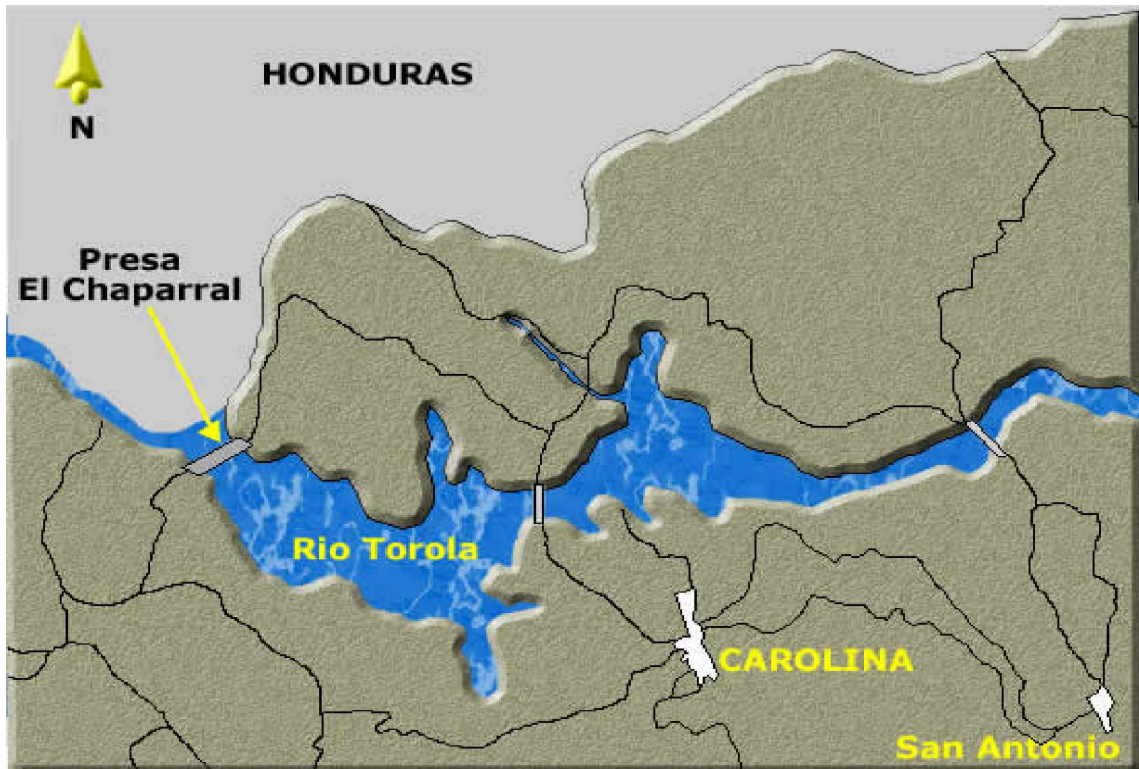 HONDURAS
N
Presa
El Chaparral
Rio Torola
CAROLINA
San Antonio